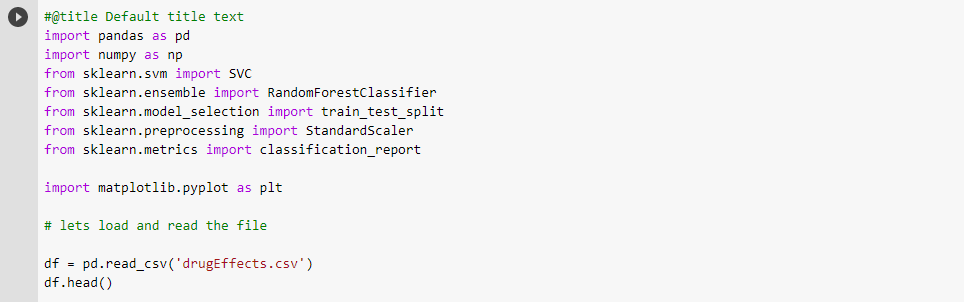 #@title Default title text
import pandas as pd
import numpy as np
from sklearn.svm import SVC
from sklearn.ensemble import RandomForestClassifier
from sklearn.model_selection import train_test_split
from sklearn.preprocessing import StandardScaler
from sklearn.metrics import classification_report
import matplotlib.pyplot as plt
# lets load and read the file
df = pd.read_csv('drugEffects.csv')
df.head()